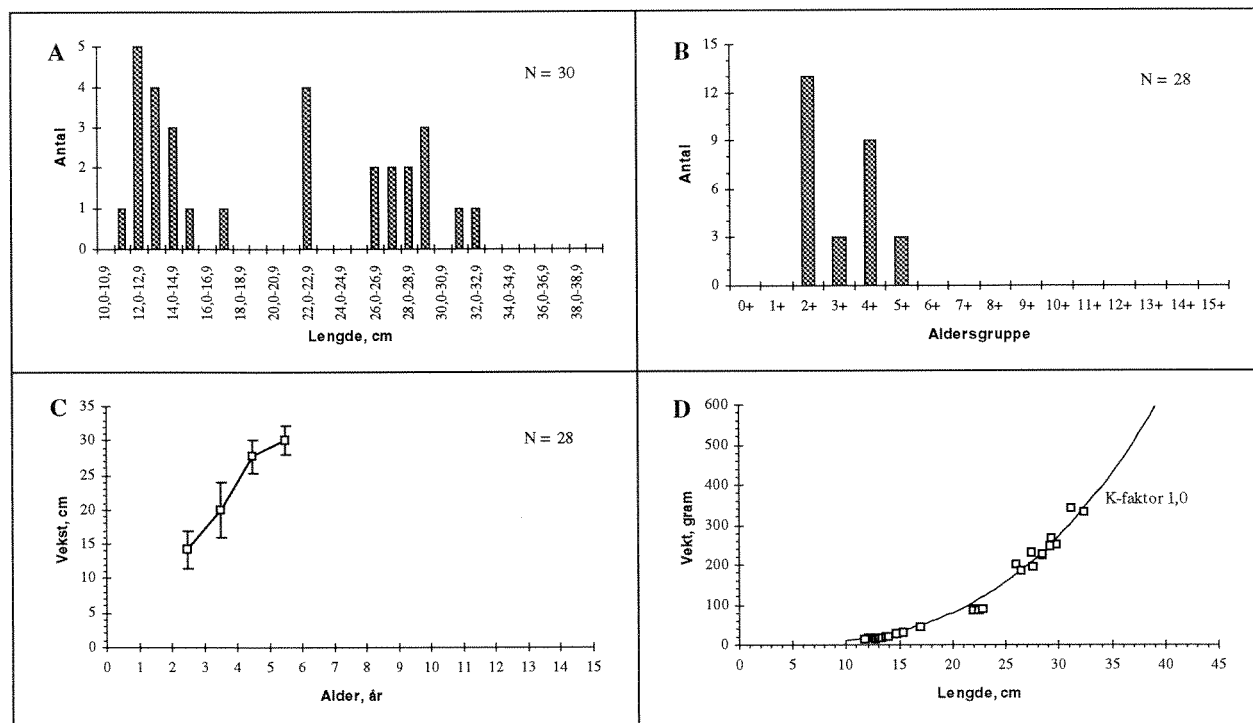 A
N = 30
Antal
5
4
3
2
1
0
10,0-10,9
12,0-12,9
14,0-14,9
16,0-16,9
18,0-18,9
20,0-20,9
22,0-22,9
24,0-24,9
26,0-26,9
28,0-28,9
30,0-30,9
32,0-32,9
34,0-34,9
36,0-36,9
38,0-38,9
Lengde, cm
B
N = 28
Antal
15
12
9
6
3
0
0+ 1+ 2+ 3+ 4+ 5+ 6+ 7+ 8+ 9+ 10+ 11+ 12+ 13+ 14+ 15+
Aldersgruppe
C
N = 28
Vekst, cm
35
30
25
20
15
10
5
0
0 1 2 3 4 5 6 7 8 9 10 11 12 13 14 15
Alder, år
D
K-faktor 1,0
Vekt, gram
600
500
400
300
200
100
0
0 5 10 15 20 25 30 35 40 45
Lengde, cm